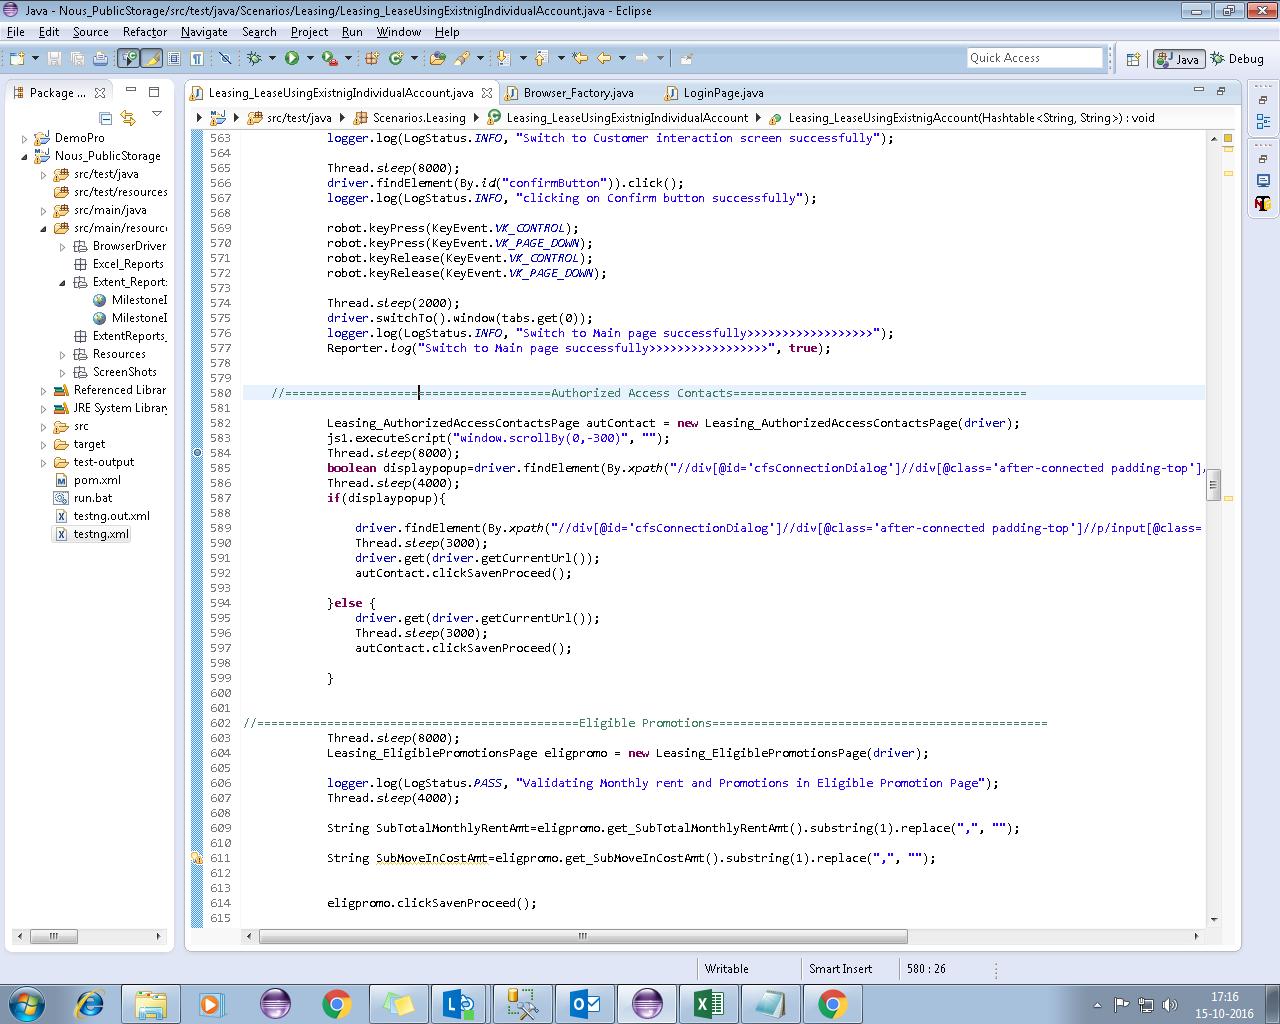 Java - Nous_PublicStorage/src/test/java/Scenarios/Leasing/Leasing_LeaseUsingExistnigIndividualAccount.java - Eclipse
File Edit Source Refactor Navigate Search Project Run Window Help
Quick Access Java Debug
Package ... Leasing_LeaseUsingExistnigIndividualAccount.java Browser_Factory.java LoginPage.java
src/test/java Scenarios.Leasing Leasing_LeaseUsingExistnigIndividualAccount Leasing_LeaseUsingExistnigAccount(Hashtable<String, String>) : void
DemoPro
Nous_PublicStorage
src/test/java
src/test/resources
src/main/java
src/main/resourc
BrowserDriver
Excel_Reports
Extent_Report
MilestoneI
MilestoneI
ExtentReports_
Resources
ScreenShots
Referenced Librar
JRE System Library
src
target
test-output
pom.xml
run.bat
testng.out.xml
testng.xml
563 logger.log(LogStatus.INFO, "Switch to Customer interaction screen successfully");
564
565 Thread.sleep(8000);
566 driver.findElement(By.id("confirmButton")).click();
567 logger.log(LogStatus.INFO, "clicking on Confirm button successfully");
568
569 robot.keyPress(KeyEvent.VK_CONTROL);
570 robot.keyPress(KeyEvent.VK_PAGE_DOWN);
571 robot.keyRelease(KeyEvent.VK_CONTROL);
572 robot.keyRelease(KeyEvent.VK_PAGE_DOWN);
573
574 Thread.sleep(2000);
575 driver.switchTo().window(tabs.get(0));
576 logger.log(LogStatus.INFO, "Switch to Main page successfully>>>>>>>>>>>>>>>>>>");
577 Reporter.log("Switch to Main page successfully>>>>>>>>>>>>>>>>>", true);
578
579
580 //======================================Authorized Access Contacts==========================================
581
582 Leasing_AuthorizedAccessContactsPage autContact = new Leasing_AuthorizedAccessContactsPage(driver);
583 js1.executeScript("window.scrollBy(0,-300)", "");
584 Thread.sleep(8000);
585 boolean displaypopup=driver.findElement(By.xpath("//div[@id='cfsConnectionDialog']//div[@class='after-connected padding-top']/
586 Thread.sleep(4000);
587 if(displaypopup){
588
589 driver.findElement(By.xpath("//div[@id='cfsConnectionDialog']//div[@class='after-connected padding-top']//p/input[@class=
590 Thread.sleep(3000);
591 driver.get(driver.getCurrentUrl());
592 autContact.clickSavenProceed();
593
594 }else {
595 driver.get(driver.getCurrentUrl());
596 Thread.sleep(3000);
597 autContact.clickSavenProceed();
598
599 }
600
601
602 //==============================================Eligible Promotions================================================
603 Thread.sleep(8000);
604 Leasing_EligiblePromotionsPage eligpromo = new Leasing_EligiblePromotionsPage(driver);
605
606 logger.log(LogStatus.PASS, "Validating Monthly rent and Promotions in Eligible Promotion Page");
607 Thread.sleep(4000);
608
609 String SubTotalMonthlyRentAmt=eligpromo.get_SubTotalMonthlyRentAmt().substring(1).replace(",", "");
610
611 String SubMoveInCostAmt=eligpromo.get_SubMoveInCostAmt().substring(1).replace(",", "");
612
613
614 eligpromo.clickSavenProceed();
615
Writable Smart Insert 580 : 26
17:16
15-10-2016